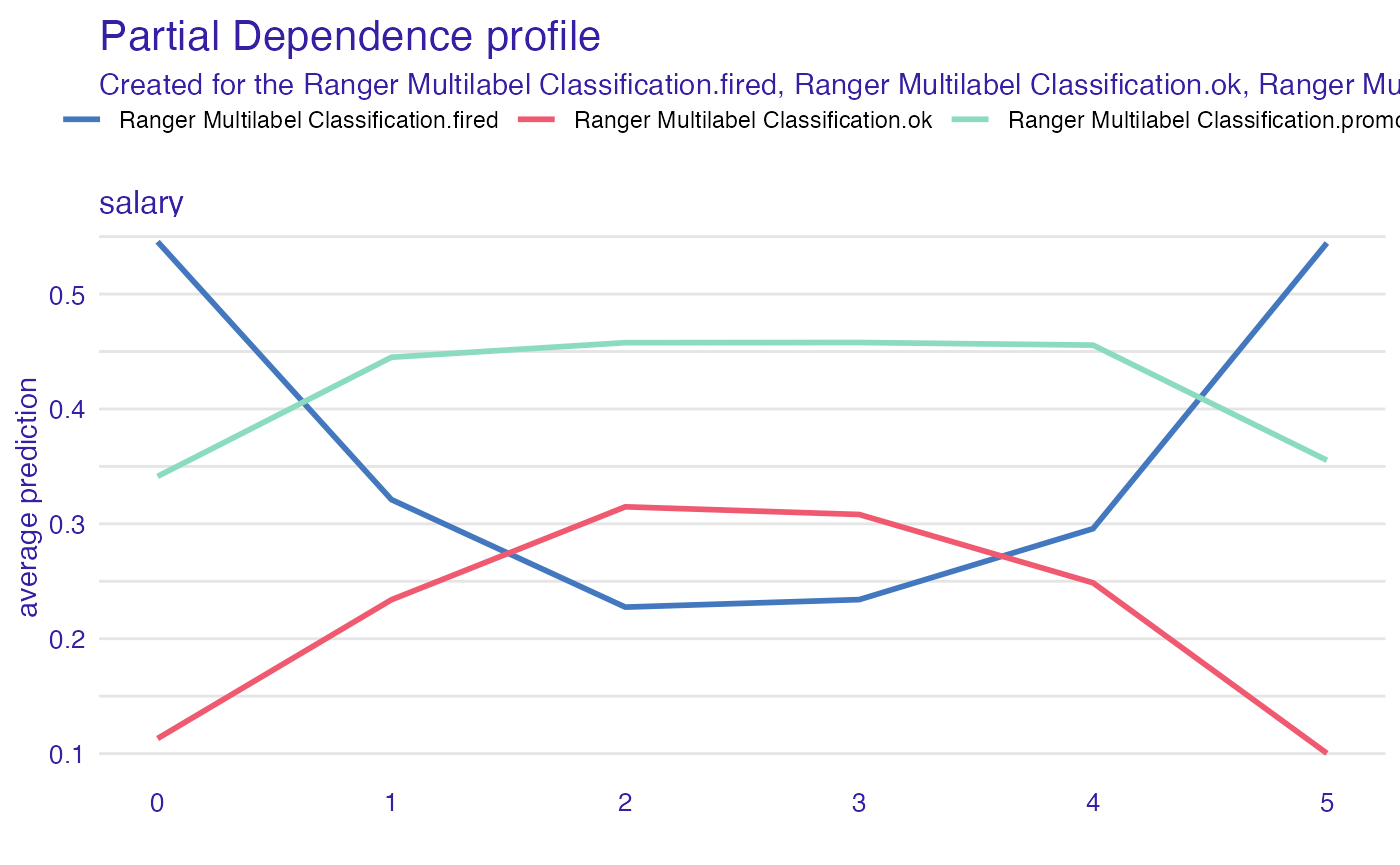 Partial Dependence profile
Created for the Ranger Multilabel Classification.fired, Ranger Multilabel Classification.ok, Ranger Mu
Ranger Multilabel Classification.fired Ranger Multilabel Classification.ok Ranger Multilabel Classification.promo
salary
average prediction
0.5
0.4
0.3
0.2
0.1
0 1 2 3 4 5